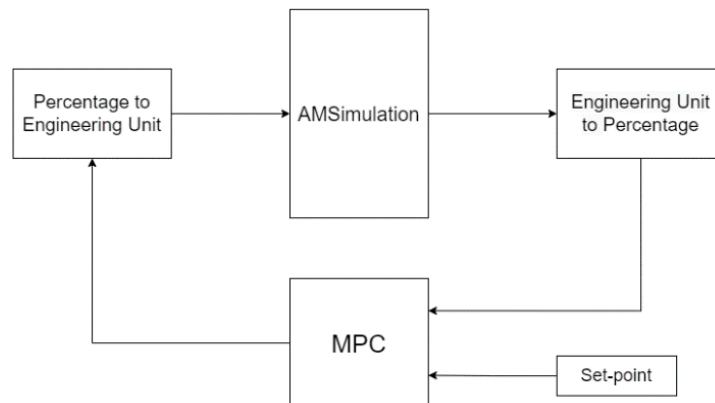 Percentage to
Engineering Unit
AMSimulation
Engineering Unit
to Percentage
MPC
Set-point